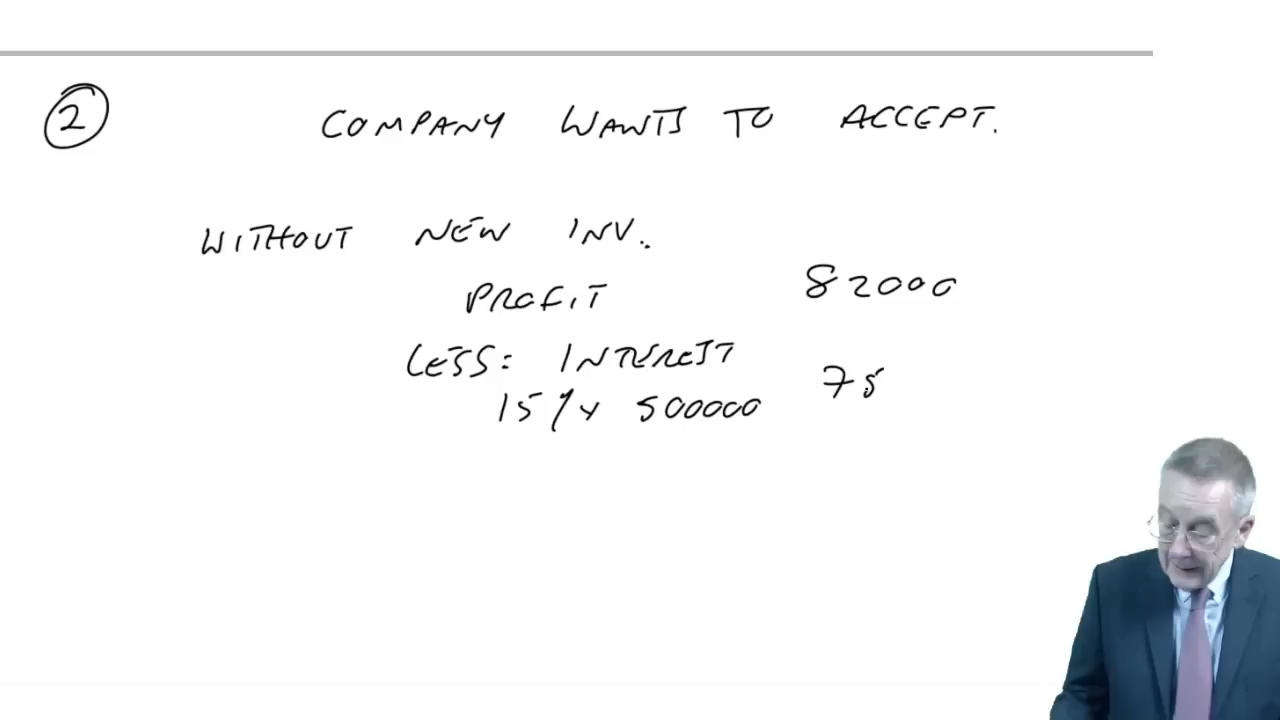 2 COMPANY WANTS TO ACCEPT.
WITHOUT NEW INV.
PROFIT 82000
LESS: INTEREST
15% x 500000 75